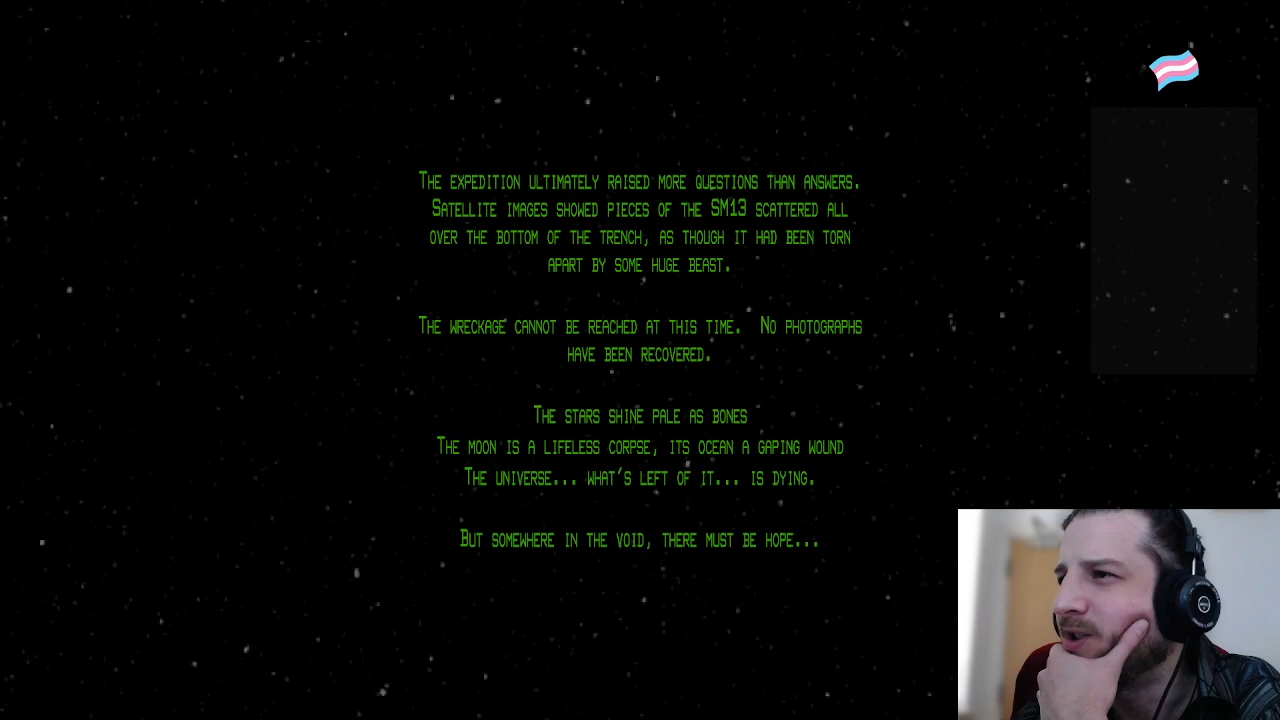 The expedition ultimately raised more questions than answers.
Satellite images showed pieces of the SM13 scattered all
over the bottom of the trench, as though it had been torn
apart by some huge beast.
The wreckage cannot be reached at this time.  No photographs
have been recovered.
The stars shine pale as bones
The moon is a lifeless corpse, its ocean a gaping wound
The universe... what's left of it... is dying.
But somewhere in the void, there must be hope...